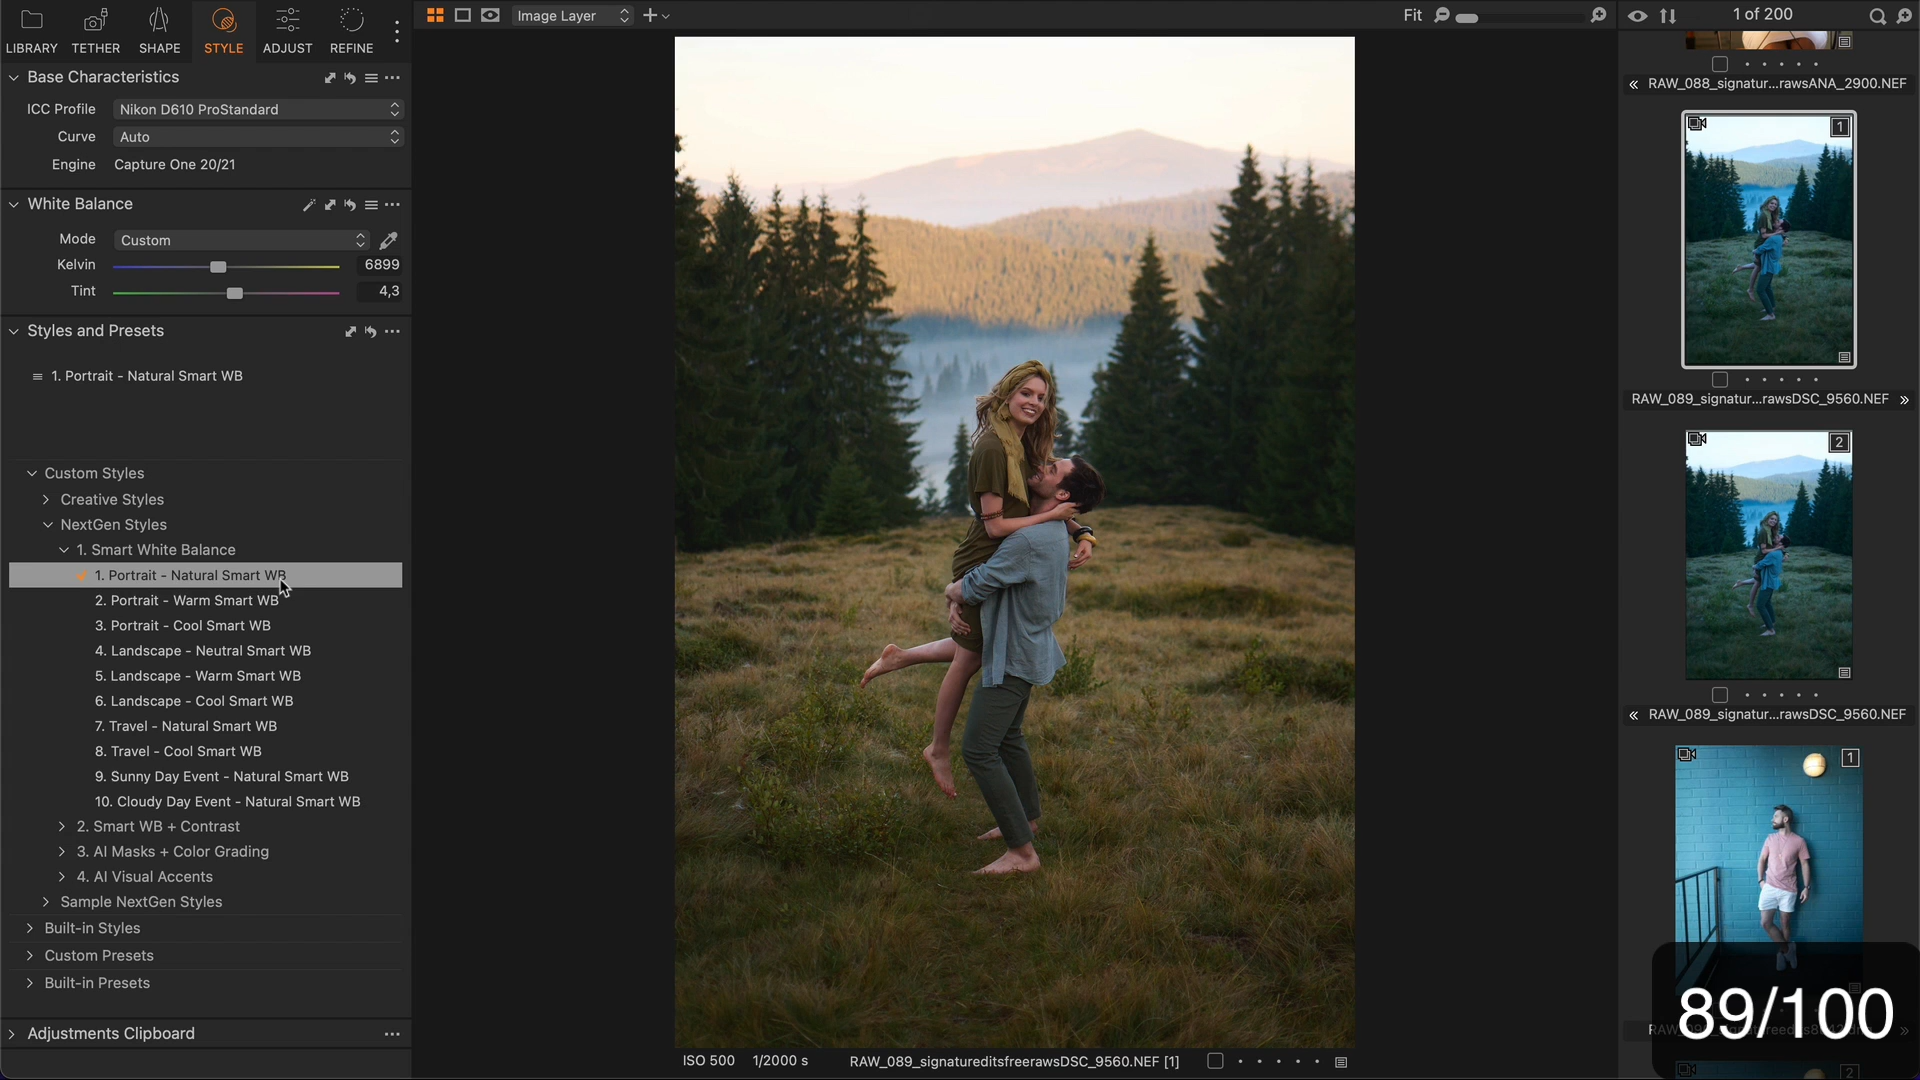 LIBRARY TETHER SHAPE STYLE ADJUST REFINE
Image Layer
Fit
1 of 200
Base Characteristics
ICC Profile Nikon D610 ProStandard
Curve Auto
Engine Capture One 20/21
White Balance
Mode Custom
Kelvin 6899
Tint 4,3
Styles and Presets
1. Portrait - Natural Smart WB
Custom Styles
Creative Styles
NextGen Styles
1. Smart White Balance
1. Portrait - Natural Smart WB
2. Portrait - Warm Smart WB
3. Portrait - Cool Smart WB
4. Landscape - Neutral Smart WB
5. Landscape - Warm Smart WB
6. Landscape - Cool Smart WB
7. Travel - Natural Smart WB
8. Travel - Cool Smart WB
9. Sunny Day Event - Natural Smart WB
10. Cloudy Day Event - Natural Smart WB
2. Smart WB + Contrast
3. AI Masks + Color Grading
4. AI Visual Accents
Sample NextGen Styles
Built-in Styles
Custom Presets
Built-in Presets
Adjustments Clipboard
ISO 500 1/2000 s RAW_089_signatureditsfreerawsDSC_9560.NEF [1]
RAW_088_signatur...rawsANA_2900.NEF
1
RAW_089_signatur...rawsDSC_9560.NEF
2
RAW_089_signatur...rawsDSC_9560.NEF
1
89/100
2